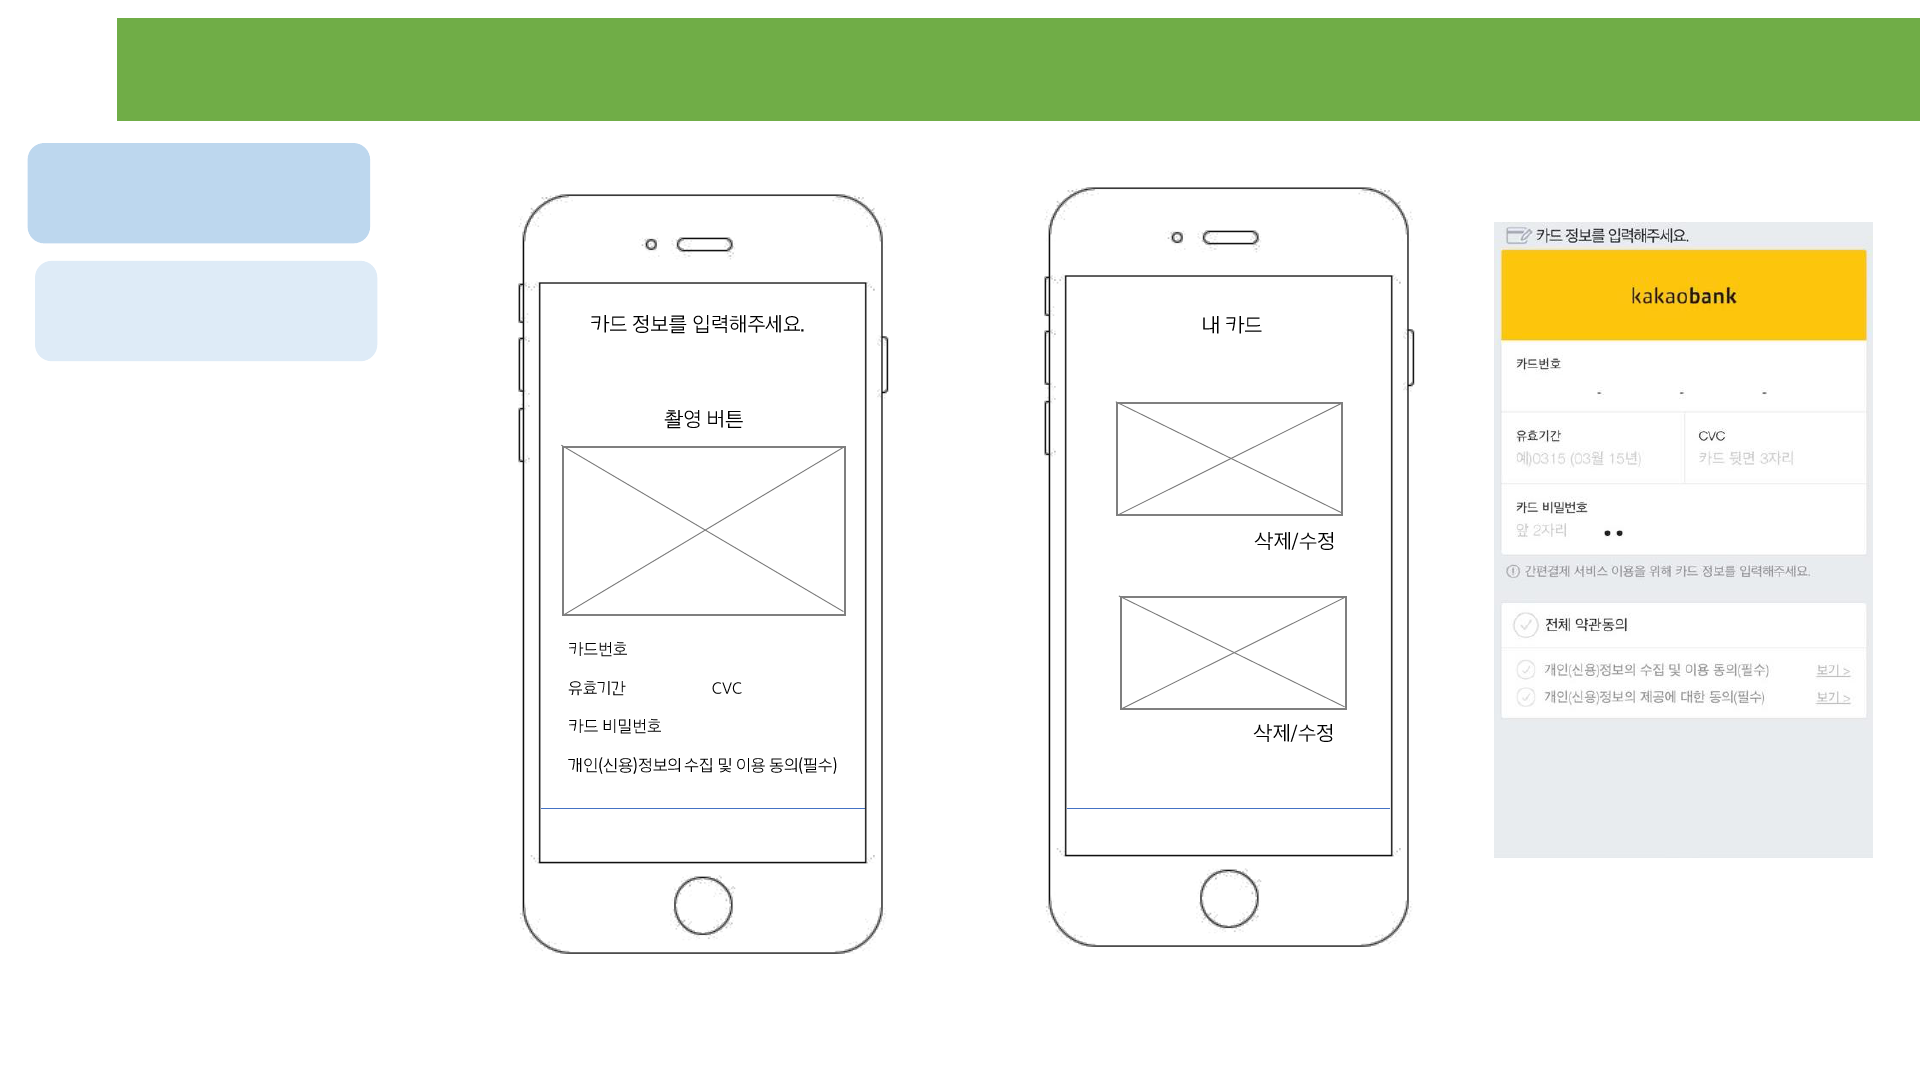 카드 정보를 입력해주세요.
촬영 버튼
카드번호
유효기간 CVC
카드 비밀번호
개인(신용)정보의 수집 및 이용 동의(필수)
내 카드
삭제/수정
삭제/수정
카드 정보를 입력해주세요.
kakaobank
카드번호
- - -
유효기간 CVC
예)0315 (03월 15년) 카드 뒷면 3자리
카드 비밀번호
앞 2자리 ●●
간편결제 서비스 이용을 위해 카드 정보를 입력해주세요.
전체 약관동의
개인(신용)정보의 수집 및 이용 동의(필수) 보기 >
개인(신용)정보의 제공에 대한 동의(필수) 보기 >